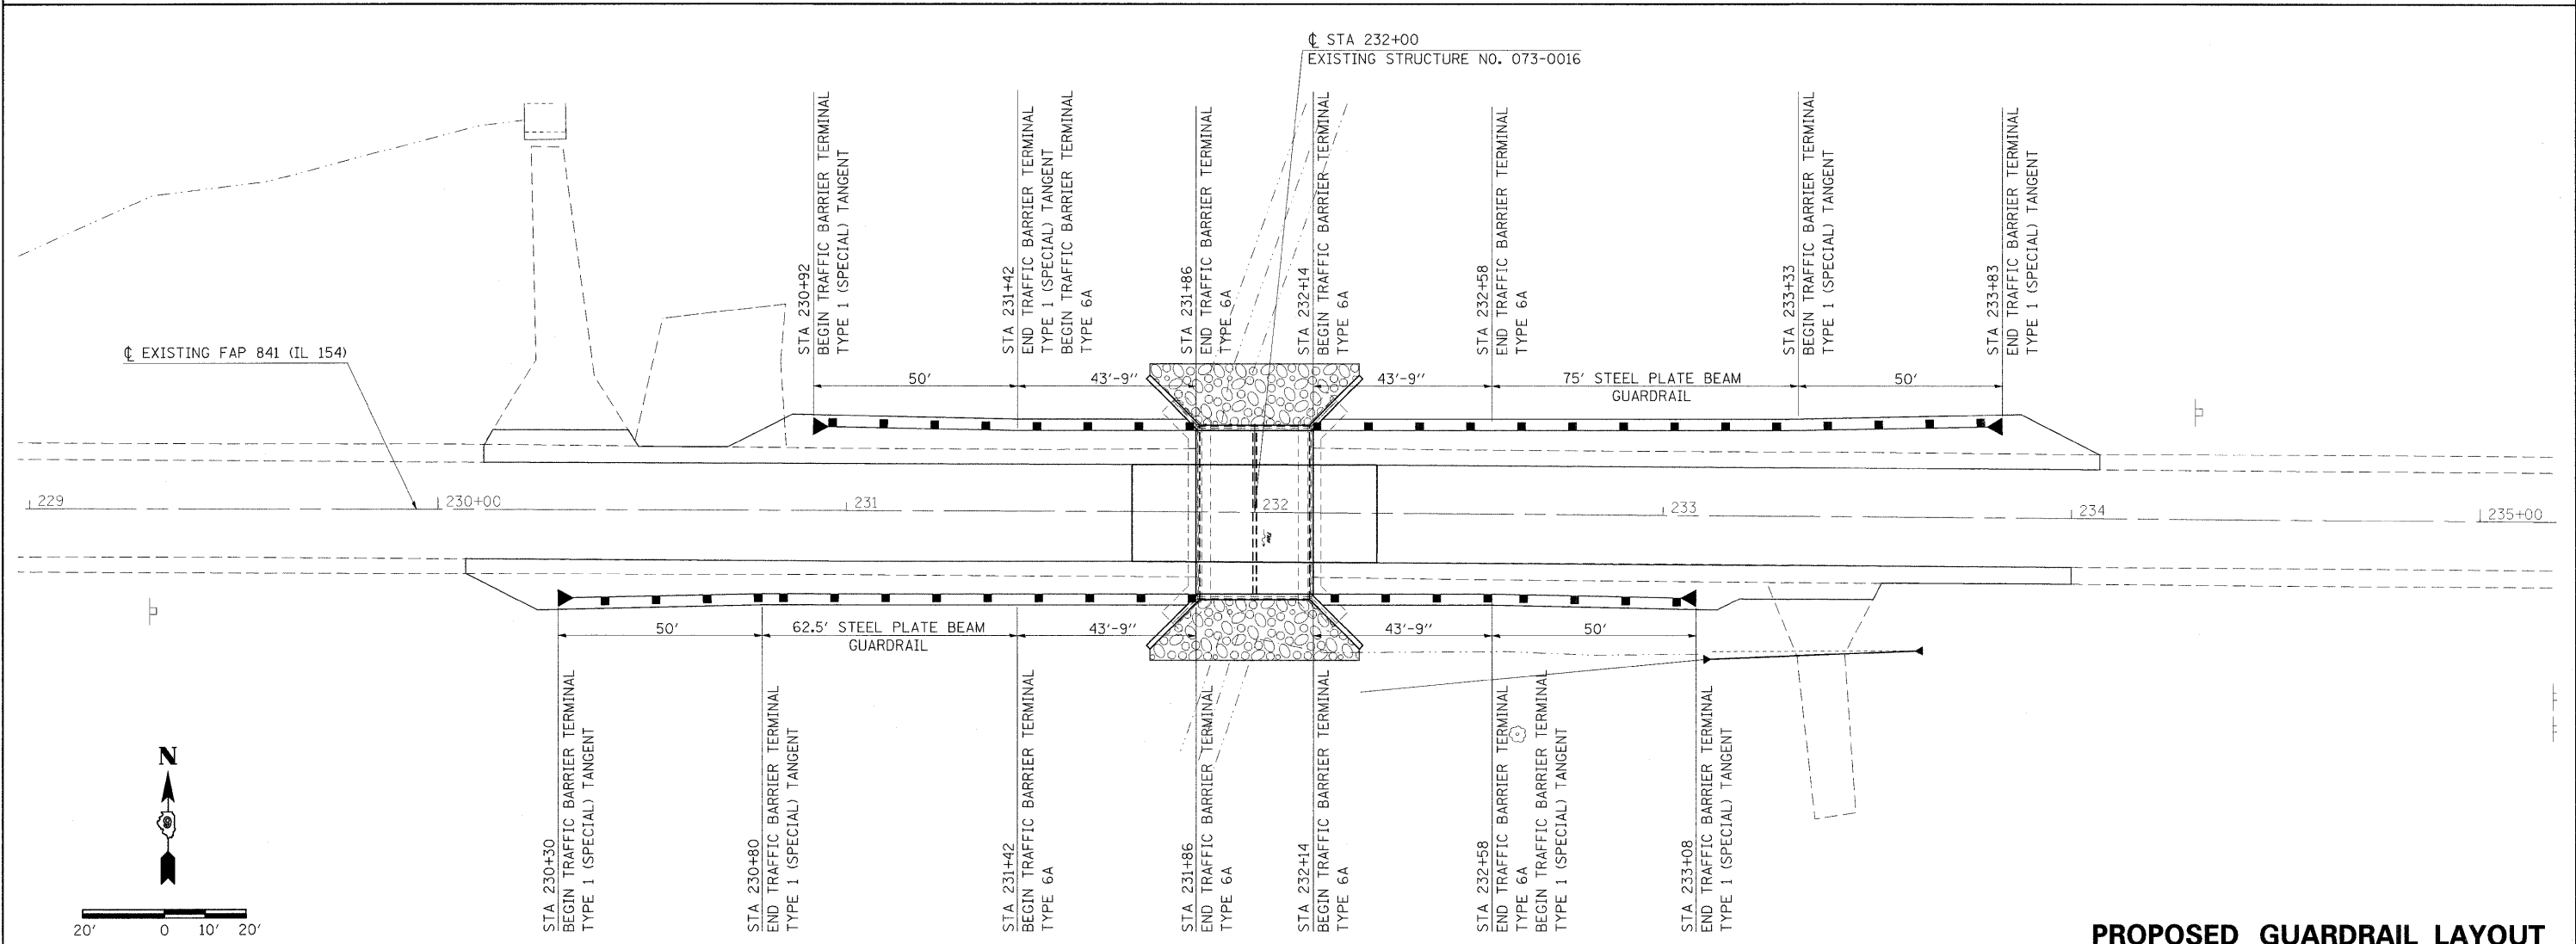 ℄ STA 232+00
EXISTING STRUCTURE NO. 073-0016
STA 230+92
BEGIN TRAFFIC BARRIER TERMINAL
TYPE 1 (SPECIAL) TANGENT
STA 231+42
END TRAFFIC BARRIER TERMINAL
TYPE 1 (SPECIAL) TANGENT
BEGIN TRAFFIC BARRIER TERMINAL
TYPE 6A
STA 231+86
END TRAFFIC BARRIER TERMINAL
TYPE 6A
STA 232+14
BEGIN TRAFFIC BARRIER TERMINAL
TYPE 6A
STA 232+58
END TRAFFIC BARRIER TERMINAL
TYPE 6A
STA 233+33
BEGIN TRAFFIC BARRIER TERMINAL
TYPE 1 (SPECIAL) TANGENT
STA 233+83
END TRAFFIC BARRIER TERMINAL
TYPE 1 (SPECIAL) TANGENT
℄ EXISTING FAP 841 (IL 154)
50'
43'-9"
43'-9"
75' STEEL PLATE BEAM
GUARDRAIL
50'
229
230+00
231
232
233
234
235+00
50'
62.5' STEEL PLATE BEAM
GUARDRAIL
43'-9"
43'-9"
50'
STA 230+30
BEGIN TRAFFIC BARRIER TERMINAL
TYPE 1 (SPECIAL) TANGENT
STA 230+80
END TRAFFIC BARRIER TERMINAL
TYPE 1 (SPECIAL) TANGENT
STA 231+42
BEGIN TRAFFIC BARRIER TERMINAL
TYPE 6A
STA 231+86
END TRAFFIC BARRIER TERMINAL
TYPE 6A
STA 232+14
BEGIN TRAFFIC BARRIER TERMINAL
TYPE 6A
STA 232+58
END TRAFFIC BARRIER TERMINAL
TYPE 6A
BEGIN TRAFFIC BARRIER TERMINAL
TYPE 1 (SPECIAL) TANGENT
STA 233+08
END TRAFFIC BARRIER TERMINAL
TYPE 1 (SPECIAL) TANGENT
N
20' 0 10' 20'
PROPOSED GUARDRAIL LAYOUT